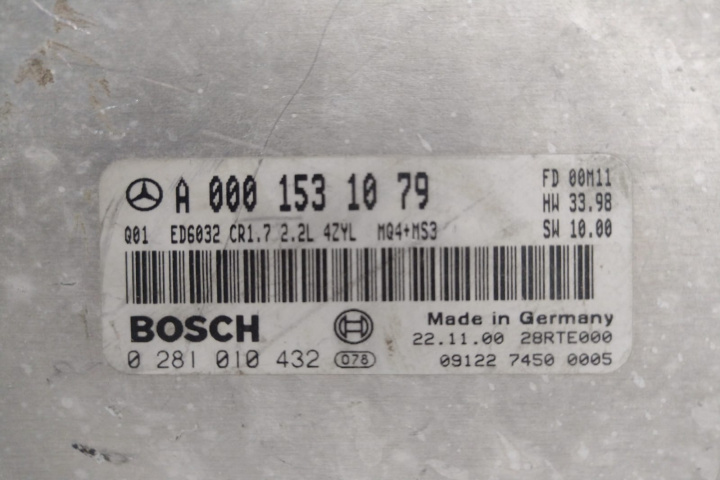 A 000 153 10 79
FD 00M11
HW 33.98
Q01 ED6032 CR1.7 2.2L 4ZYL MQ4+MS3
SW 10.00
BOSCH
Made in Germany
22.11.00 28RTE000
0 281 010 432 078
09122 7450 0005